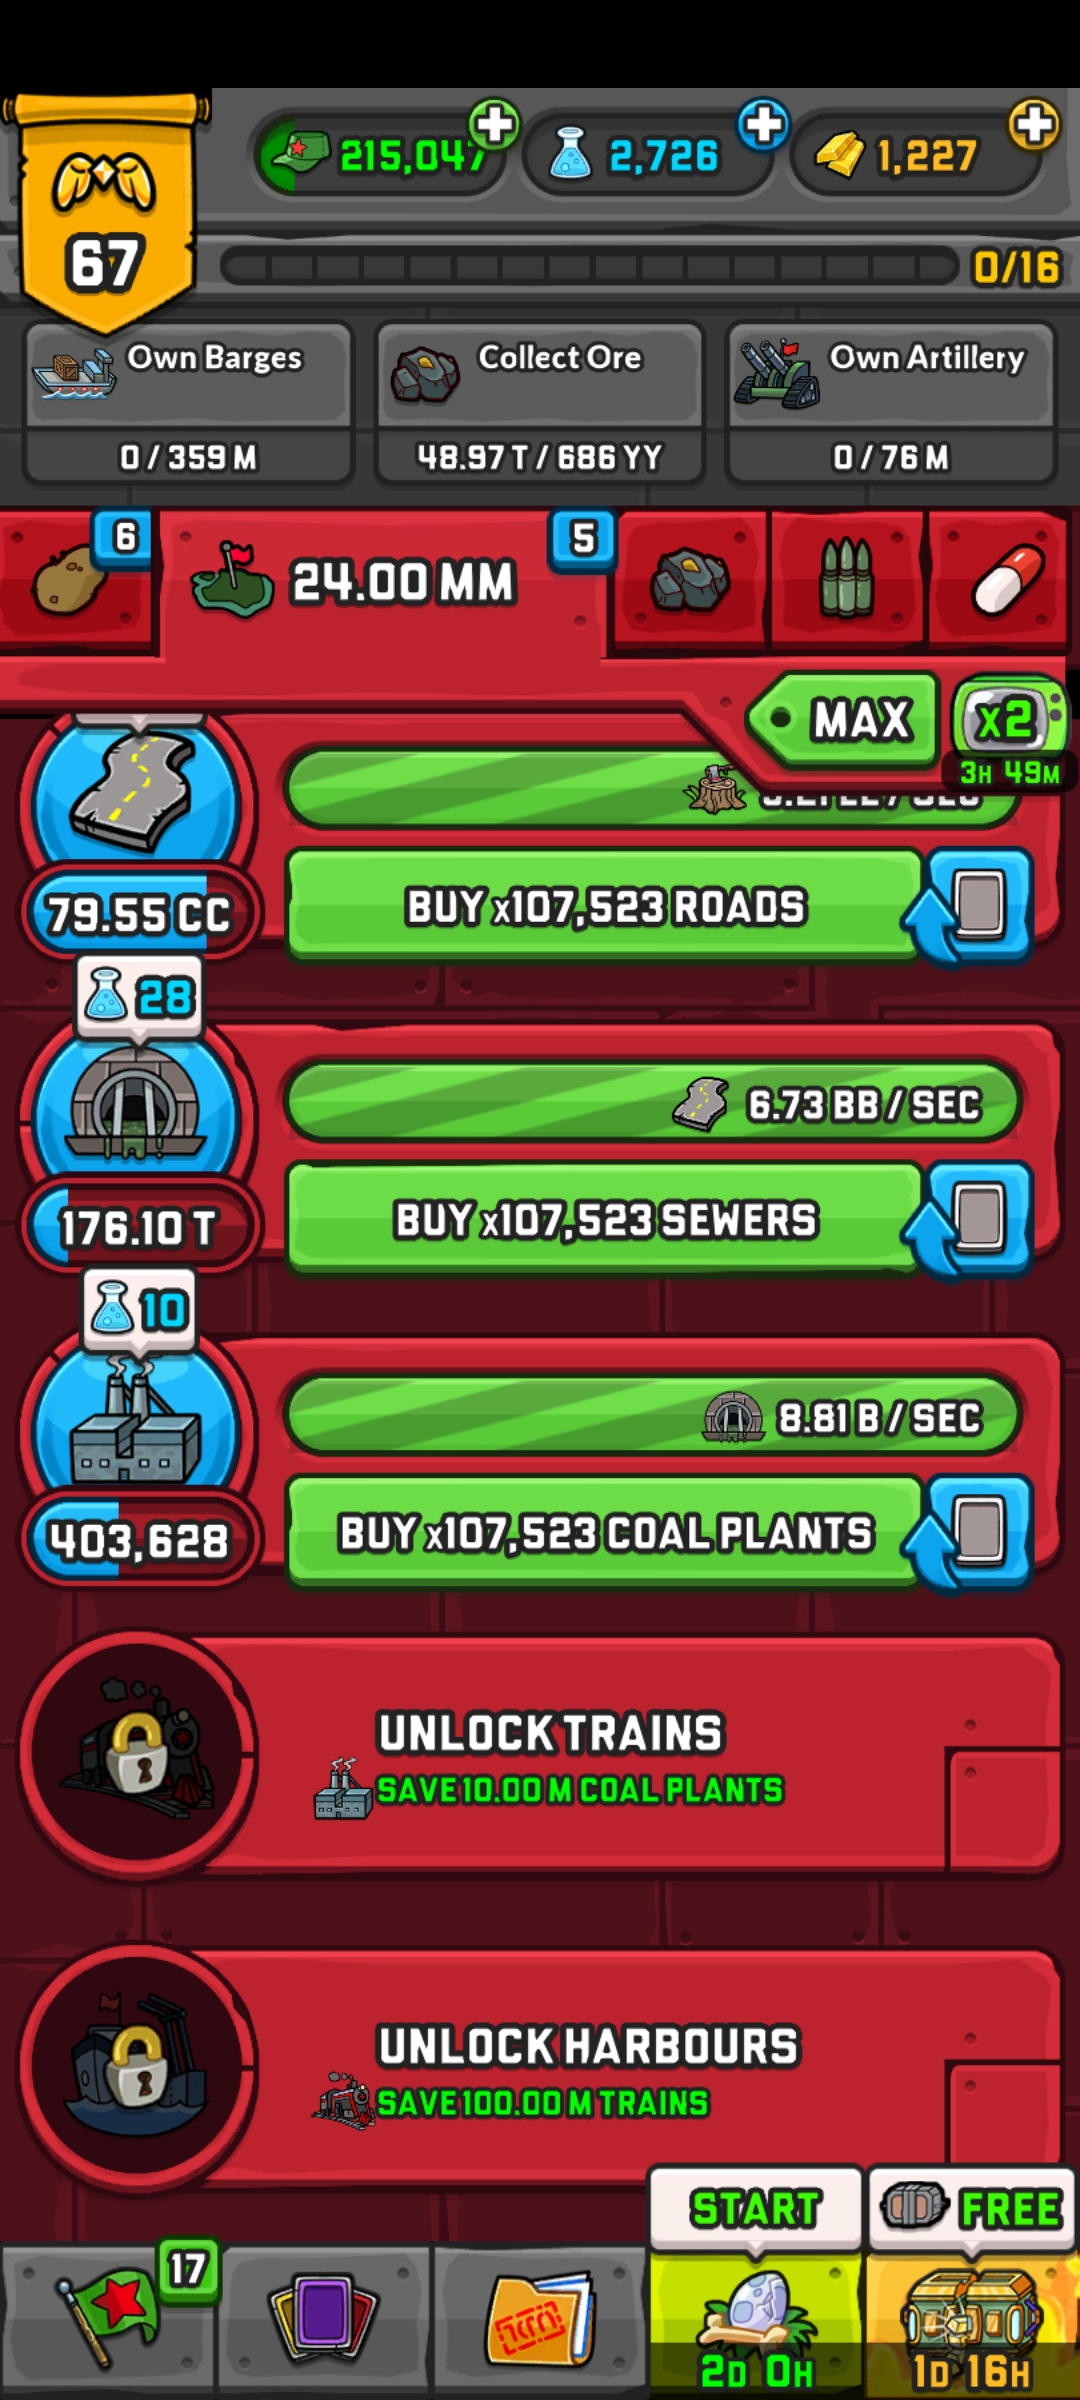 215,047
2,726
1,227
67
0/16
Own Barges
Collect Ore
Own Artillery
0 / 359 M
48.97 T / 686 YY
0 / 76 M
6
24.00 MM
5
MAX
X2
3H 49M
79.55 CC
BUY x107,523 ROADS
28
6.73 BB / SEC
176.10 T
BUY x107,523 SEWERS
10
8.81 B / SEC
403,628
BUY x107,523 COAL PLANTS
UNLOCK TRAINS
SAVE 10.00 M COAL PLANTS
UNLOCK HARBOURS
SAVE 100.00 M TRAINS
START
FREE
17
2D 0H
1D 16H